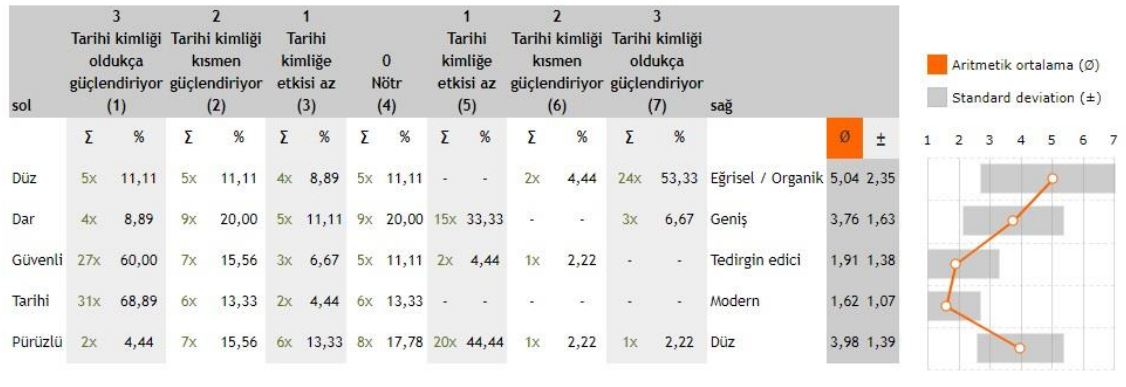 sol 3 Tarihi kimliği oldukça güçlendiriyor (1) 2 Tarihi kimliği kısmen güçlendiriyor (2) 1 Tarihi kimliğe etkisi az (3) 0 Nötr (4) 1 Tarihi kimliğe etkisi az (5) 2 Tarihi kimliği kısmen güçlendiriyor (6) 3 Tarihi kimliği oldukça güçlendiriyor (7) sağ
Σ % Σ % Σ % Σ % Σ % Σ % Σ % Ø ±
Düz 5x 11,11 5x 11,11 4x 8,89 5x 11,11 - - 2x 4,44 24x 53,33 Eğrisel / Organik 5,04 2,35
Dar 4x 8,89 9x 20,00 5x 11,11 9x 20,00 15x 33,33 - - 3x 6,67 Geniş 3,76 1,63
Güvenli 27x 60,00 7x 15,56 3x 6,67 5x 11,11 2x 4,44 1x 2,22 - - Tedirgin edici 1,91 1,38
Tarihi 31x 68,89 6x 13,33 2x 4,44 6x 13,33 - - - - - - Modern 1,62 1,07
Pürüzlü 2x 4,44 7x 15,56 6x 13,33 8x 17,78 20x 44,44 1x 2,22 1x 2,22 Düz 3,98 1,39
Aritmetik ortalama (Ø)
Standard deviation (±)
1 2 3 4 5 6 7